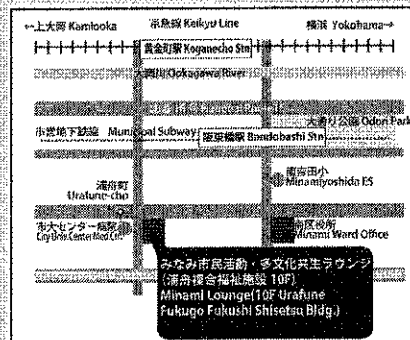 ←上大岡 Kamiooka
京急線 Keikyu Line
横浜 Yokohama→
黄金町駅 Koganecho Stn
大岡川 Ookagawa River
大通り公園 Odori Park
市営地下鉄線 Municipal Subway
阪東橋駅 Bandobashi Stn
南吉田小
Minamiyoshida ES
浦舟町
Urafune-cho
市大センター病院
City Univ. Center Med. Ctr.
南区役所
Minami Ward Office
みなみ市民活動・多文化共生ラウンジ
(浦舟複合福祉施設 10F)
Minami Lounge(10F Urafune
Fukugo Fukushi Shisetsu Bldg.)